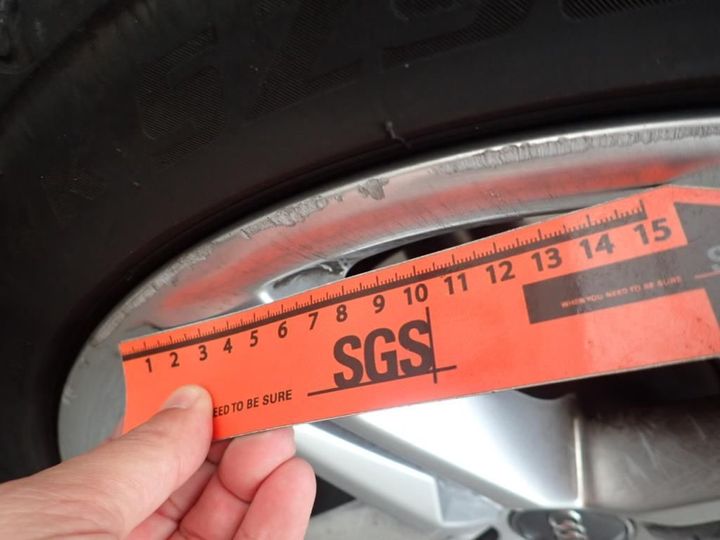 1 2 3 4 5 6 7 8 9 10 11 12 13 14 15
SGS
EED TO BE SURE
WHEN YOU NEED TO BE SURE